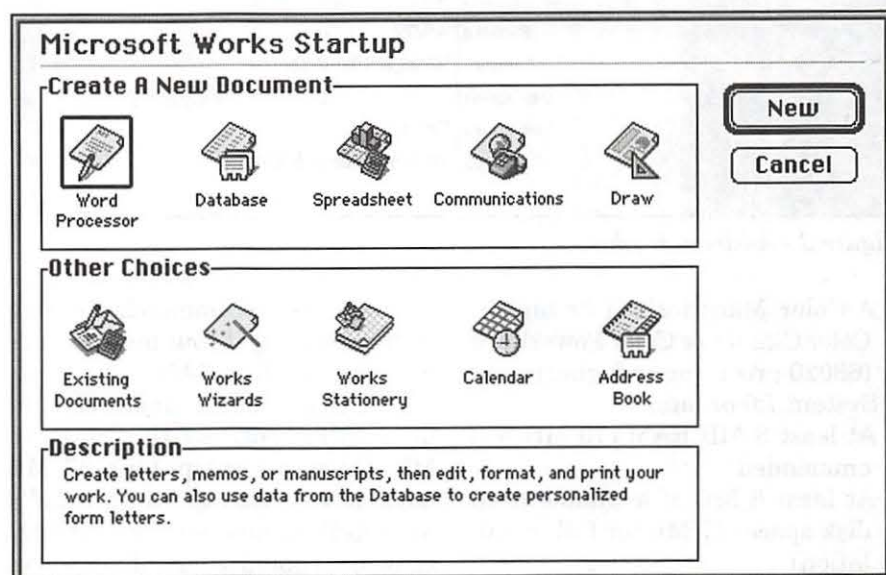 Microsoft Works Startup
Create A New Document
New
Cancel
Word Processor
Database
Spreadsheet
Communications
Draw
Other Choices
Existing Documents
Works Wizards
Works Stationery
Calendar
Address Book
Description
Create letters, memos, or manuscripts, then edit, format, and print your
work. You can also use data from the Database to create personalized
form letters.